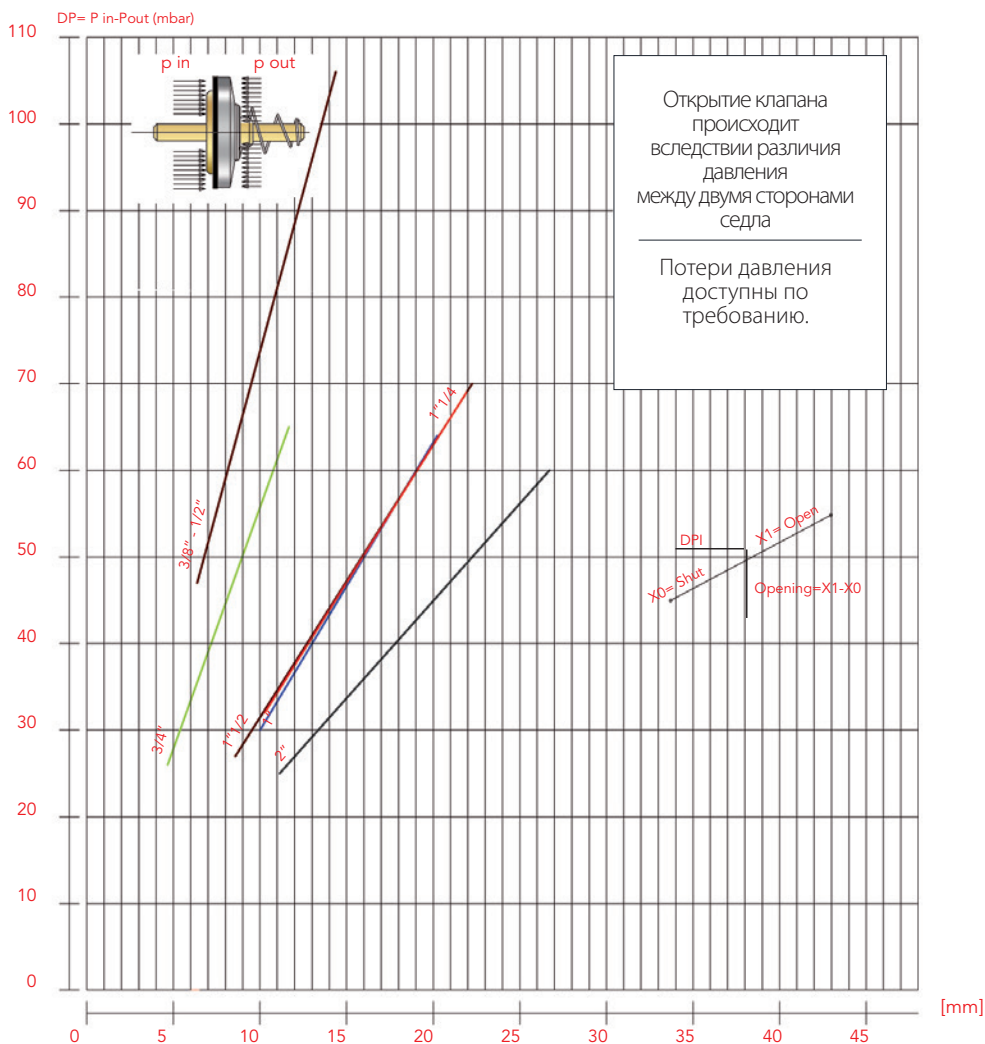 DP= P in-Pout (mbar)
110
100
90
80
70
60
50
40
30
20
10
0
p in
p out
Открытие клапана
происходит
вследствии различия
давления
между двумя сторонами
седла
Потери давления
доступны по
требованию.
3/8" - 1/2"
3/4"
1"1/4
1"1/2
1"
2"
DPI
X1= Open
X0= Shut
Opening=X1-X0
[mm]
0
5
10
15
20
25
30
35
40
45